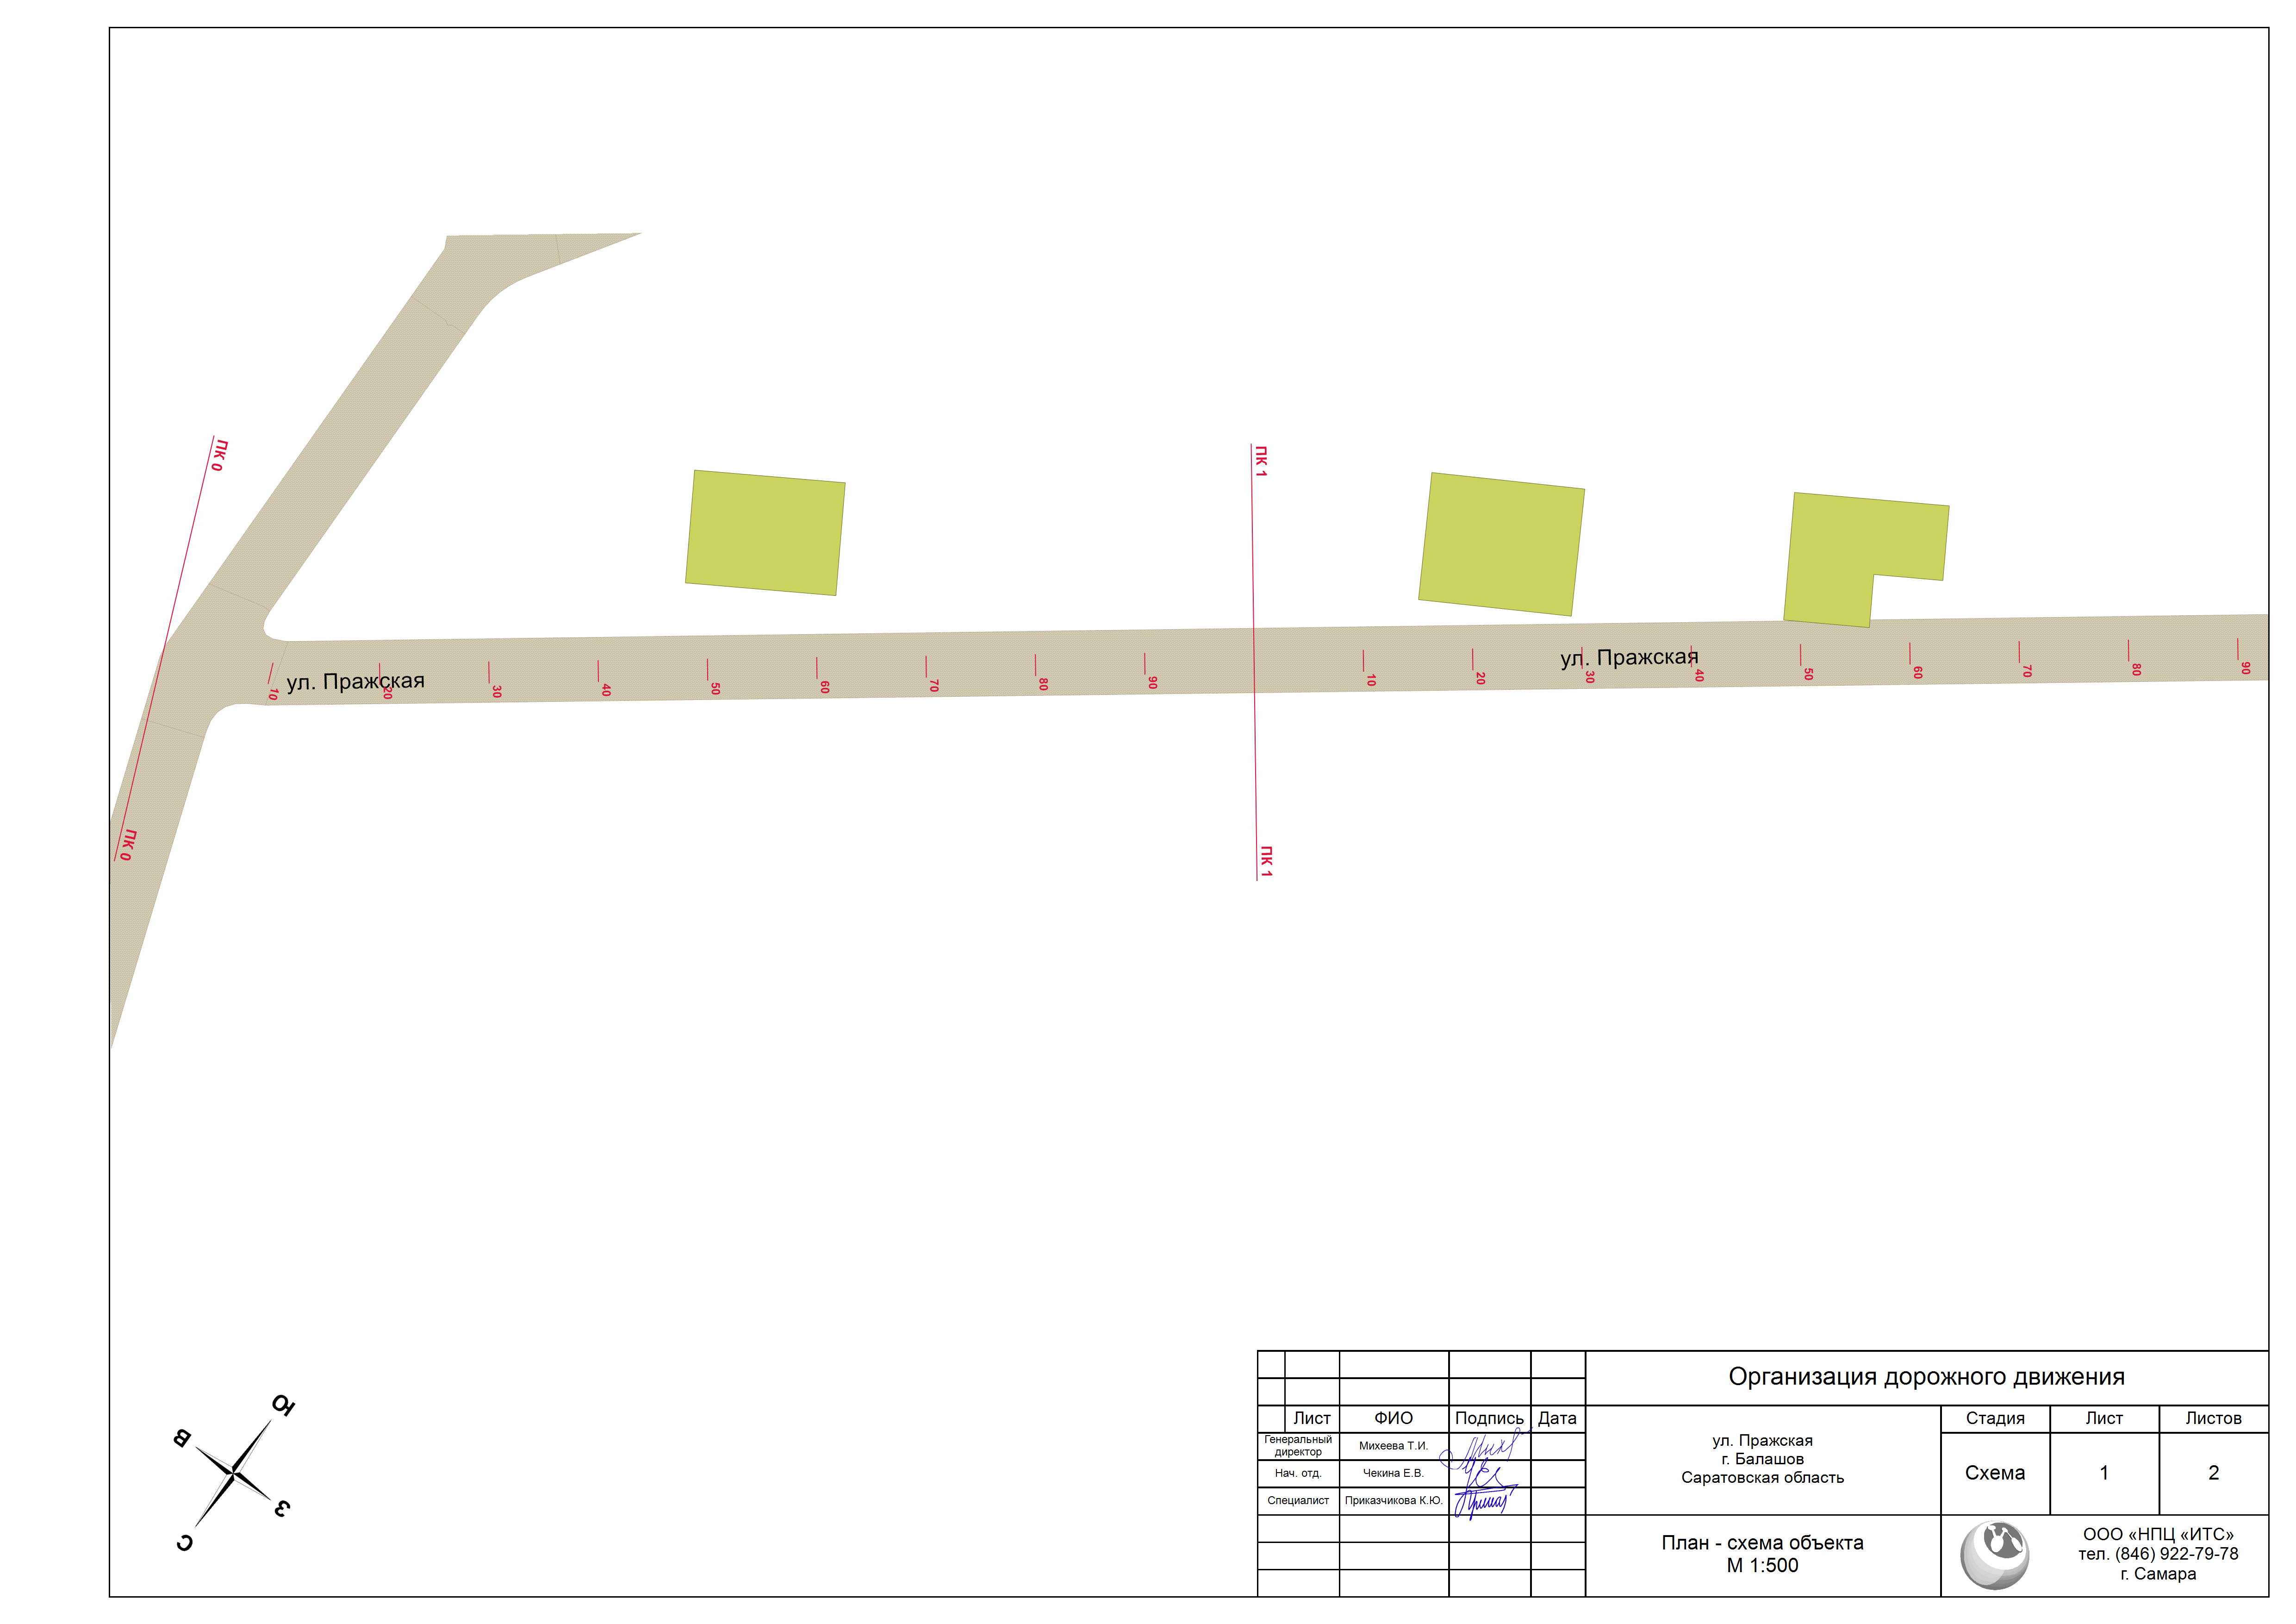 ПК 0
ПК 1
ул. Пражская
10
20
30
40
50
60
70
80
90
ул. Пражская
10
20
30
40
50
60
70
80
90
ПК 0
ПК 1
Ю
В
З
С
Организация дорожного движения
Лист ФИО Подпись Дата
Генеральный директор Михеева Т.И.
Нач. отд. Чекина Е.В.
Специалист Приказчикова К.Ю.
ул. Пражская
г. Балашов
Саратовская область
Стадия Лист Листов
Схема 1 2
План - схема объекта
М 1:500
ООО «НПЦ «ИТС»
тел. (846) 922-79-78
г. Самара